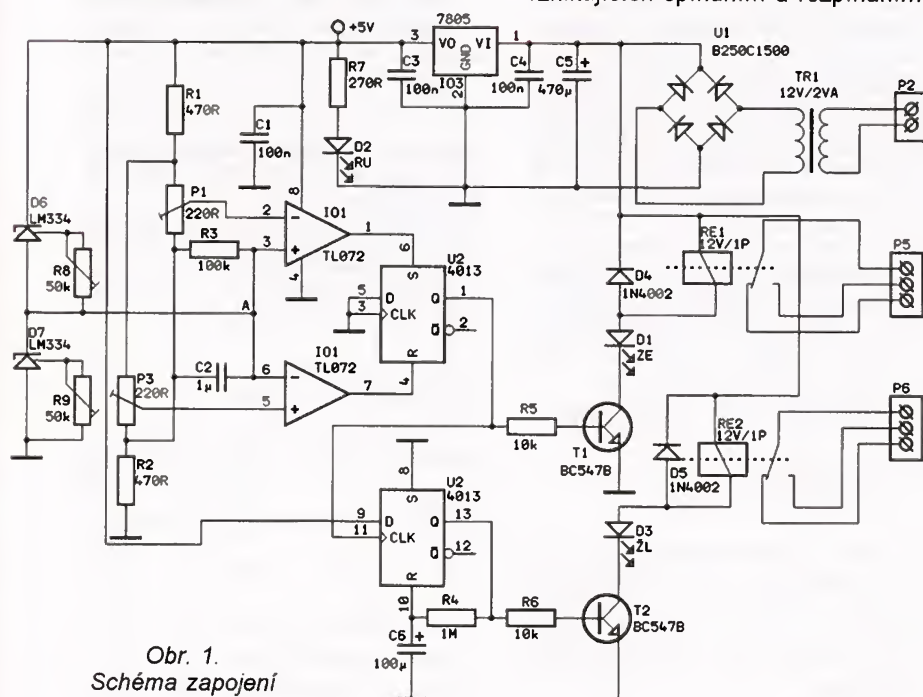 +5V
R1
470R
R7
270R
C1
100n
D2
RU
C3
100n
3
7805
VO
VI
GND
IO3
2
1
C4
100n
C5
+
470µ
U1
B250C1500
TR1
12V/2VA
P2
D6
LM334
R8
50k
P1
220R
R3
100k
8
2
3
4
1
IO1
TL072
A
D7
LM334
R9
50k
P3
220R
C2
1µ
6
5
7
IO1
TL072
R2
470R
6
S
U2
4013
5
D
3
CLK
Q
1
Q
2
R
4
D4
1N4002
RE1
12V/1P
P5
D1
ZE
R5
10k
T1
BC547B
D5
1N4002
RE2
12V/1P
P6
D3
ŽL
8
S
U2
4013
9
D
11
CLK
Q
13
Q
12
R
10
R4
1M
R6
10k
T2
BC547B
C6
+
100µ
Obr. 1.
Schéma zapojení